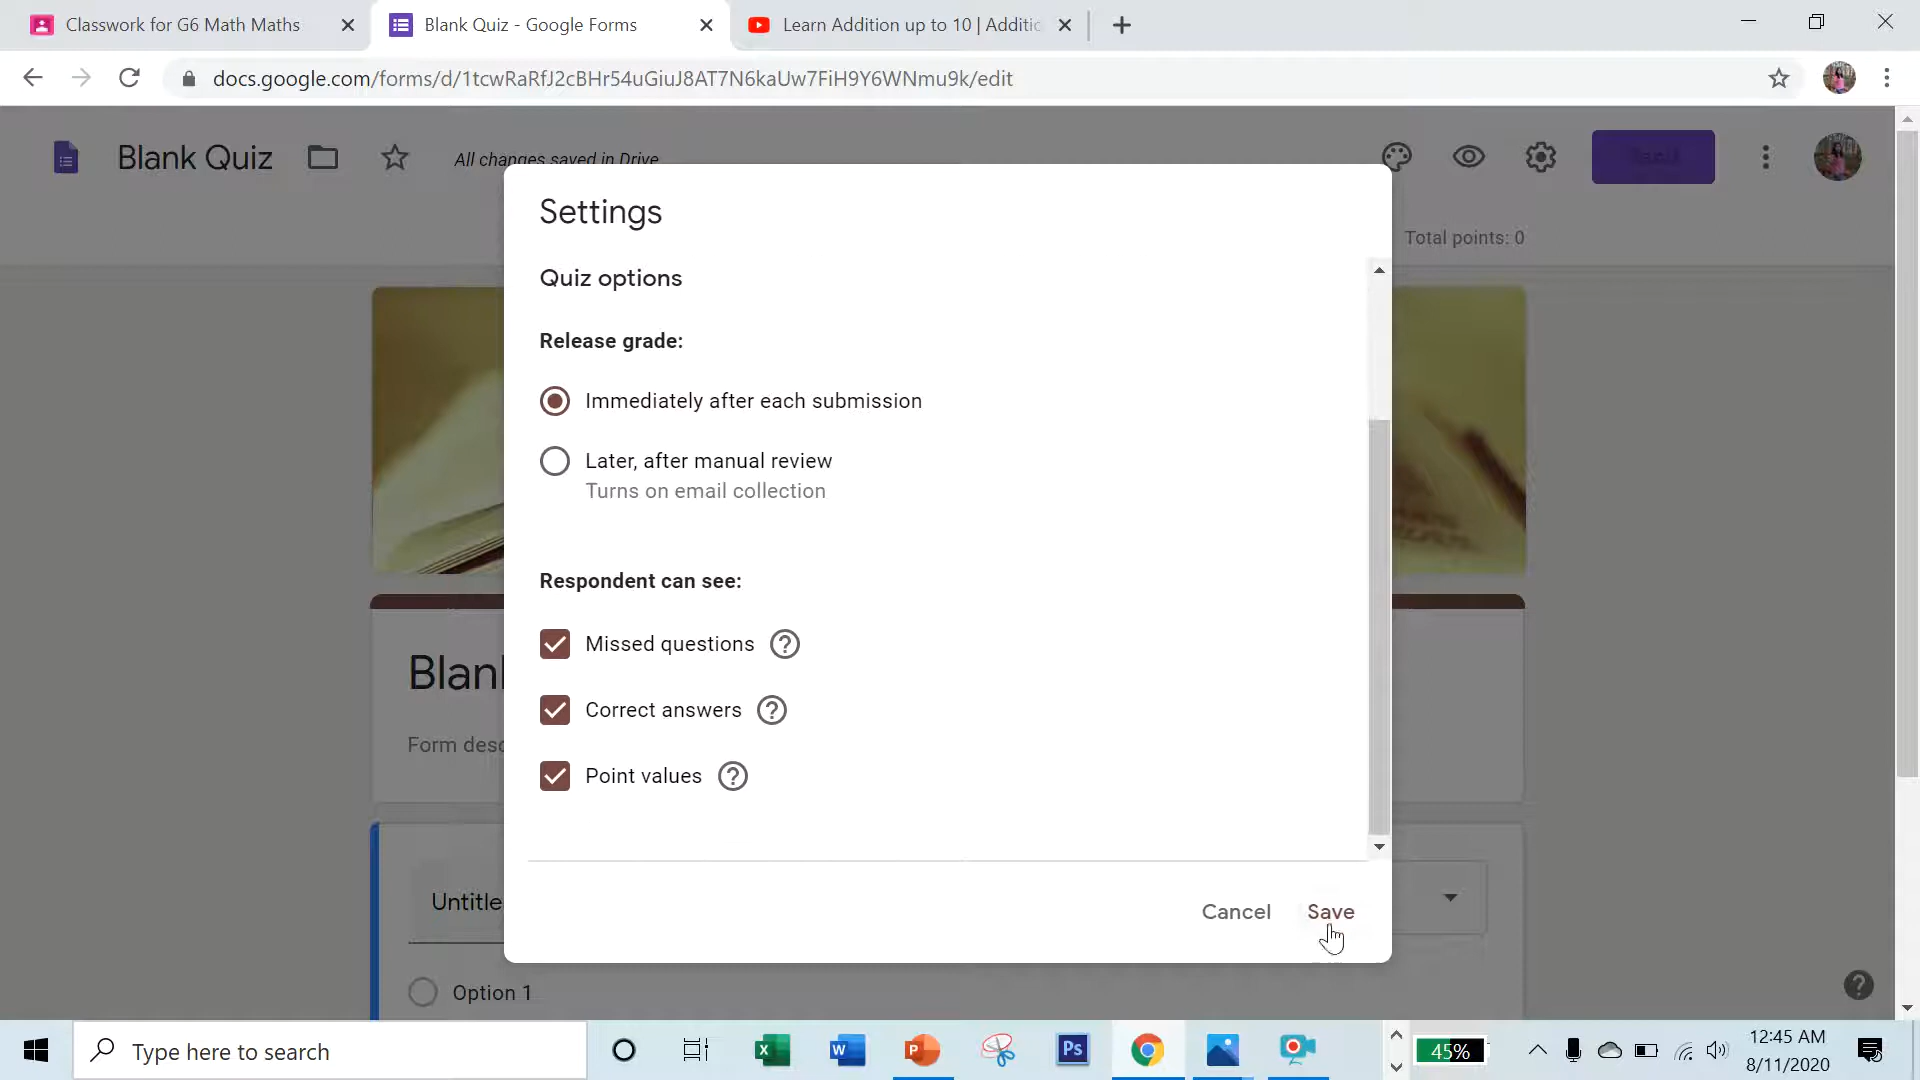 Classwork for G6 Math Maths
Blank Quiz - Google Forms
Learn Addition up to 10 | Additic
docs.google.com/forms/d/1tcwRaRfJ2cBHr54uGiuJ8AT7N6kaUw7FiH9Y6WNmu9k/edit
Blank Quiz
All changes saved in Drive
Send
Total points: 0
Settings
Quiz options
Release grade:
Immediately after each submission
Later, after manual review
Turns on email collection
Respondent can see:
Missed questions
Correct answers
Point values
Blank
Form desc
Cancel
Save
Untitle
Option 1
Type here to search
45%
12:45 AM
8/11/2020